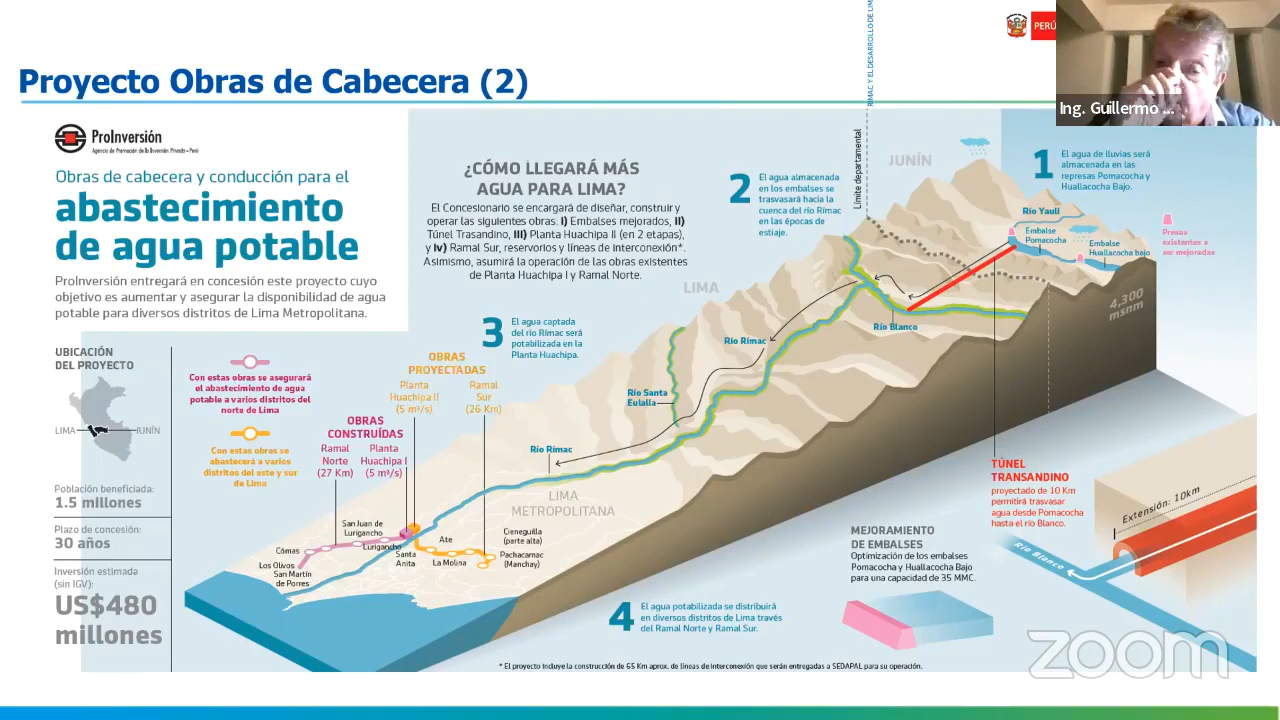 Proyecto Obras de Cabecera (2)
PERÚ
Ing. Guillermo ...
RIMAC Y EL DESARROLLO DE LIM
ProInversión
Agencia de Promoción de la Inversión Privada - Perú
Obras de cabecera y conducción para el
abastecimiento
de agua potable
ProInversión entregará en concesión este proyecto cuyo
objetivo es aumentar y asegurar la disponibilidad de agua
potable para diversos distritos de Lima Metropolitana.
¿CÓMO LLEGARÁ MÁS
AGUA PARA LIMA?
El Concesionario se encargará de diseñar, construir y
operar las siguientes obras: i) Embalses mejorados, ii)
Túnel Trasandino, iii) Planta Huachipa II (en 2 etapas),
y iv) Ramal Sur, reservorios y líneas de interconexión*.
Asimismo, asumirá la operación de las obras existentes
de Planta Huachipa I y Ramal Norte.
1
El agua de lluvias será
almacenada en las
represas Pomacocha y
Huallacocha Bajo.
2
El agua almacenada
en los embalses se
trasvasará hacia la
cuenca del río Rímac
en las épocas de
estiaje.
Límite departamental
JUNÍN
LIMA
Río Yauli
Embalse
Pomacocha
Embalse
Huallacocha bajo
Presas
existentes a
ser mejoradas
4,300
msnm
Río Blanco
Río Rímac
Río Santa
Eulalia
Río Rímac
3
El agua captada
del río Rímac será
potabilizada en la
Planta Huachipa.
UBICACIÓN
DEL PROYECTO
LIMA
JUNÍN
Población beneficiada:
1.5 millones
Plazo de concesión:
30 años
Inversión estimada
(sin IGV):
US$480
millones
Con estas obras se asegurará
el abastecimiento de agua
potable a varios distritos del
norte de Lima
Con estas obras se
abastecerá a varios
distritos del este y sur
de Lima
OBRAS
PROYECTADAS
Planta
Huachipa II
(5 m³/s)
Ramal
Sur
(26 Km)
OBRAS
CONSTRUÍDAS
Ramal
Norte
(27 Km)
Planta
Huachipa I
(5 m³/s)
LIMA
METROPOLITANA
San Juan de
Lurigancho
Cómas
Lurigancho
Los Olivos
San Martín
de Porres
Santa
Anita
Ate
La Molina
Cieneguilla
(parte alta)
Pachacamac
(Manchay)
TÚNEL
TRANSANDINO
proyectado de 10 Km
permitirá trasvasar
agua desde Pomacocha
hasta el río Blanco.
Extensión: 10km
Río Blanco
MEJORAMIENTO
DE EMBALSES
Optimización de los embalses
Pomacocha y Huallacocha Bajo
para una capacidad de 35 MMC.
4
El agua potabilizada se distribuirá
en diversos distritos de Lima través
del Ramal Norte y Ramal Sur.
* El proyecto incluye la construcción de 65 Km aprox. de líneas de interconexión que serán entregadas a SEDAPAL para su operación.
zoom